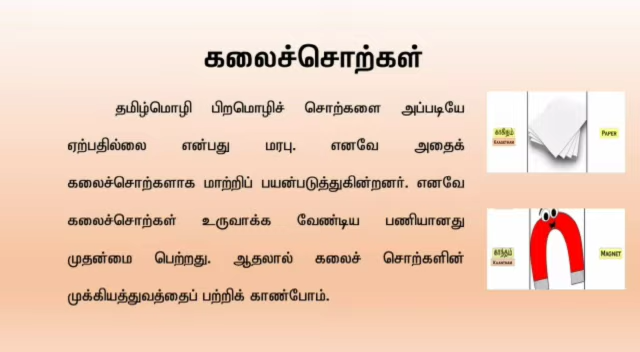 கலைச்சொற்கள்
தமிழ்மொழி பிறமொழிச் சொற்களை அப்படியே
ஏற்பதில்லை என்பது மரபு. எனவே அதைக்
கலைச்சொற்களாக மாற்றிப் பயன்படுத்துகின்றனர். எனவே
கலைச்சொற்கள் உருவாக்க வேண்டிய பணியானது
முதன்மை பெற்றது. ஆதலால் கலைச் சொற்களின்
முக்கியத்துவத்தைப் பற்றிக் காண்போம்.
காகிதம்
PAPER
காந்தம்
KAANTHAM
MAGNET